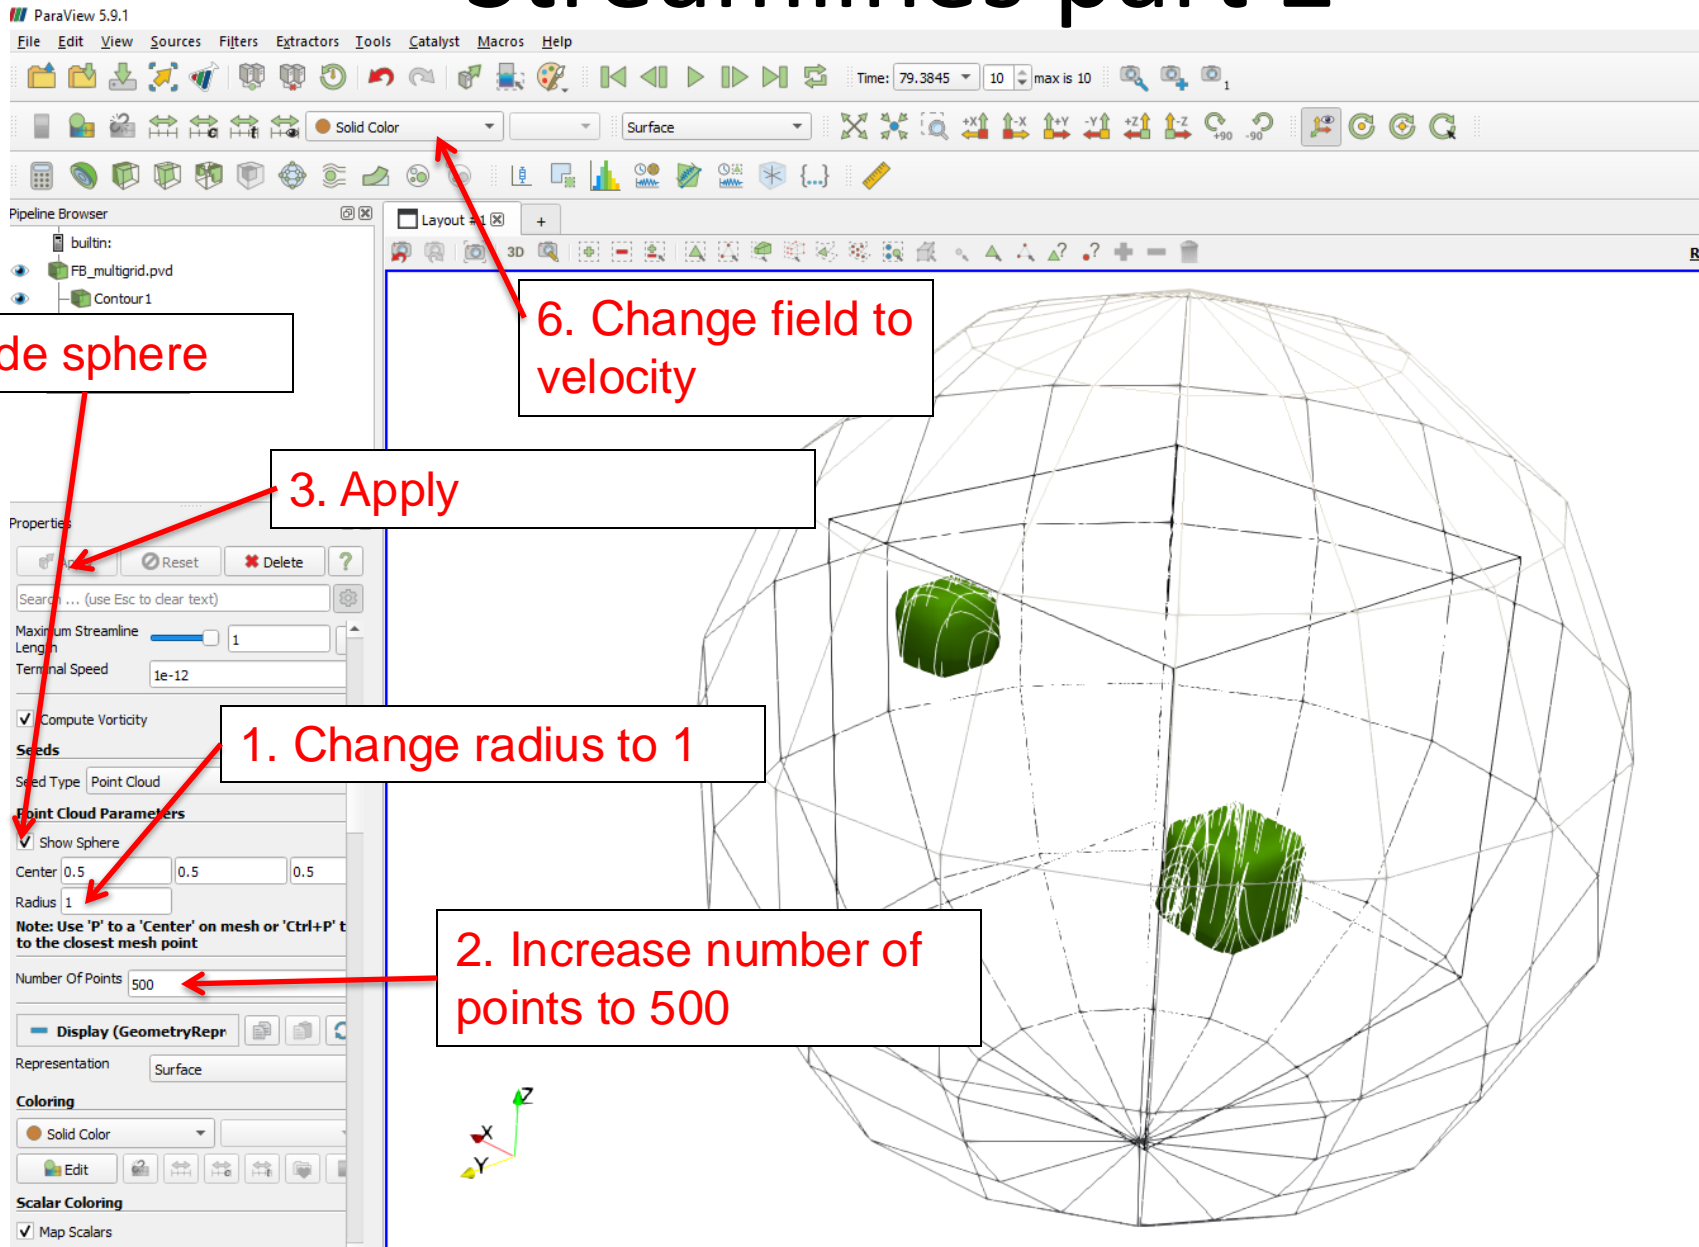 Streamlines part 2
ParaView 5.9.1
File Edit View Sources Filters Extractors Tools Catalyst Macros Help
Time: 79.3845 10 max is 10
1
Solid Color
Surface
+X -X +Y -Y +Z -Z +90 -90
Pipeline Browser
Layout #1
+
builtin:
3D
FB_multigrid.pvd
Contour1
de sphere
6. Change field to
velocity
3. Apply
Properties
Reset
Delete
?
Search ... (use Esc to clear text)
Maximum Streamline
Length
1
Terminal Speed
1e-12
Compute Vorticity
1. Change radius to 1
Seeds
Seed Type Point Cloud
Point Cloud Parameters
Show Sphere
Center 0.5 0.5 0.5
Radius 1
Note: Use 'P' to a 'Center' on mesh or 'Ctrl+P' t
to the closest mesh point
2. Increase number of
points to 500
Number Of Points 500
Display (GeometryRepr
Representation
Surface
Coloring
Solid Color
Edit
Scalar Coloring
Map Scalars
Z
X
Y